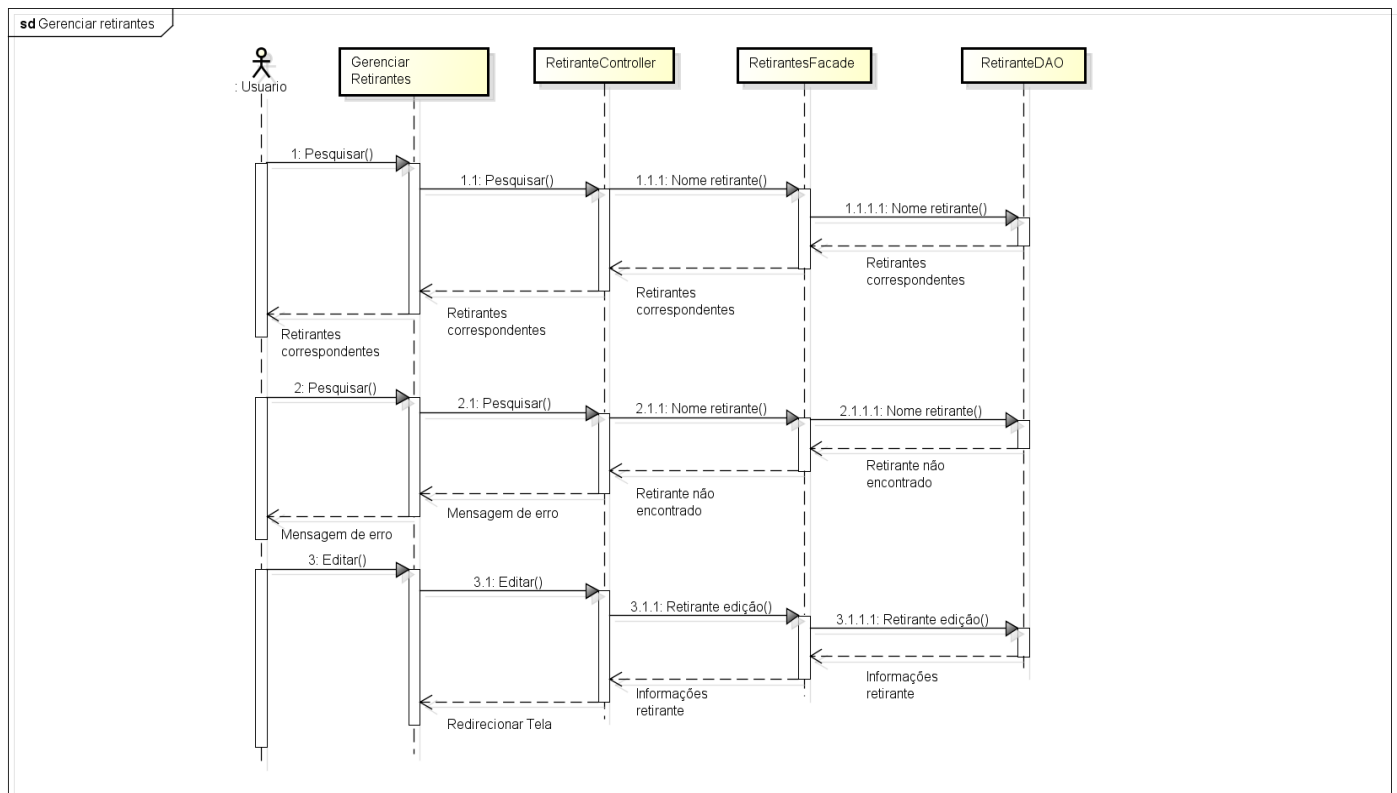 sd Gerenciar retirantes
: Usuario
Gerenciar
Retirantes
RetiranteController
RetirantesFacade
RetiranteDAO
1: Pesquisar()
1.1: Pesquisar()
1.1.1: Nome retirante()
1.1.1.1: Nome retirante()
Retirantes
correspondentes
Retirantes
correspondentes
Retirantes
correspondentes
Retirantes
correspondentes
2: Pesquisar()
2.1: Pesquisar()
2.1.1: Nome retirante()
2.1.1.1: Nome retirante()
Retirante não
encontrado
Retirante não
encontrado
Mensagem de erro
Mensagem de erro
3: Editar()
3.1: Editar()
3.1.1: Retirante edição()
3.1.1.1: Retirante edição()
Informações
retirante
Informações
retirante
Redirecionar Tela